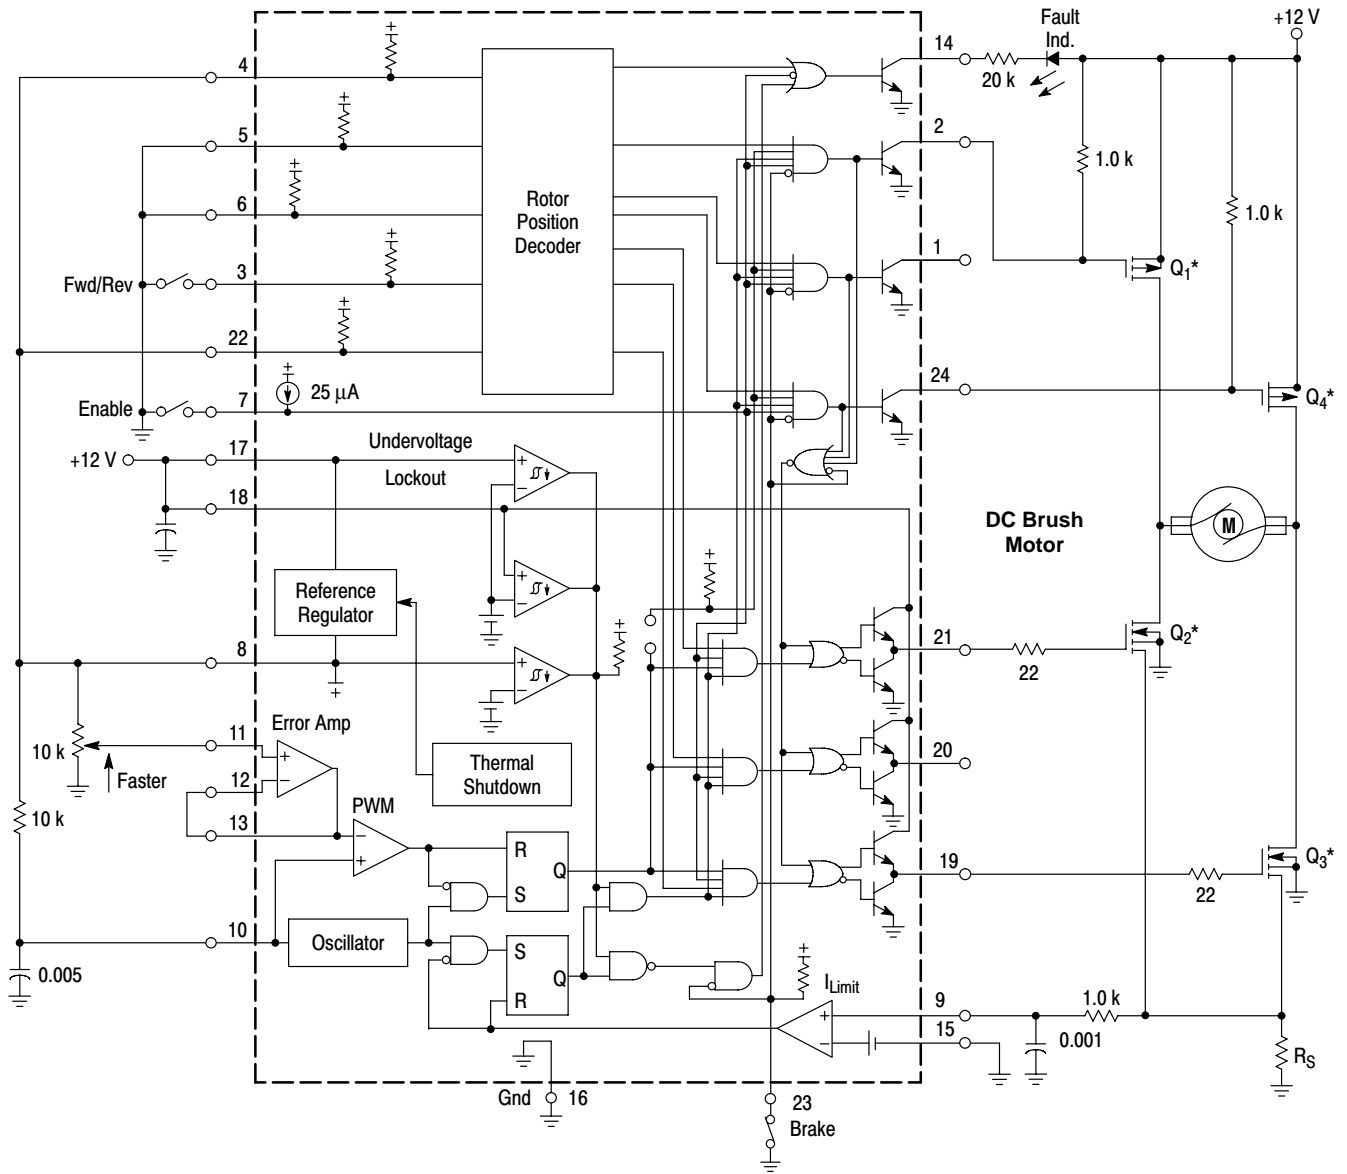 Fault
Ind.
+12 V
4
14
20 k
5
2
1.0 k
6
Rotor
Position
Decoder
1.0 k
Fwd/Rev
3
1
Q1*
22
Enable
7
25 μA
24
Q4*
+12 V
17
Undervoltage
Lockout
18
DC Brush
Motor
M
Reference
Regulator
8
21
22
Q2*
10 k
11
Error Amp
Faster
12
Thermal
Shutdown
20
10 k
13
PWM
R
Q
S
19
22
Q3*
10
Oscillator
S
Q
R
0.005
ILimit
9
1.0 k
15
0.001
RS
Gnd
16
23
Brake